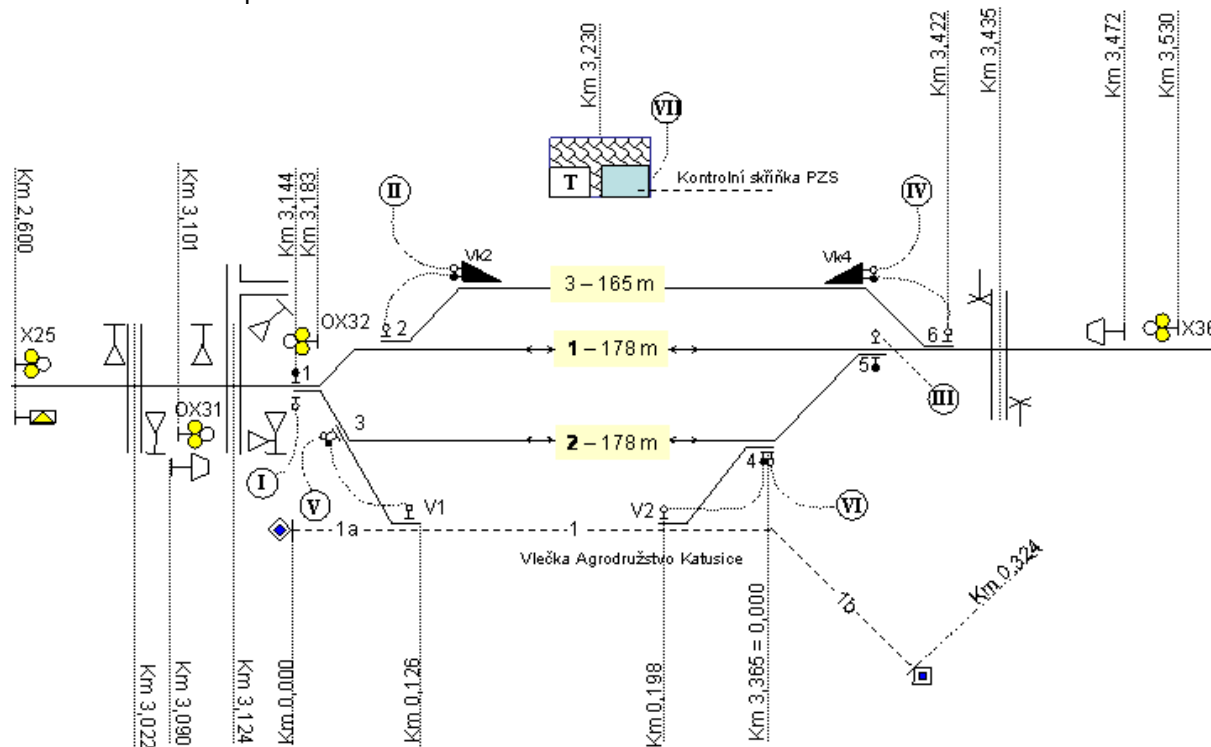 Km 2,600
Km 3,101
Km 3,144
Km 3,183
Km 3,230
Km 3,422
Km 3,435
Km 3,472
Km 3,530
VII
T
Kontrolní skříňka PZS
II
IV
Vk2
Vk4
3 – 165 m
X25
OX32
2
6
X36
1 – 178 m
1
5
III
OX31
3
2 – 178 m
4
I
V
V1
V2
VI
1a
1
Vlečka Agrodružstvo Katusice
1b
Km 0,324
Km 3,022
Km 3,090
Km 3,124
Km 0,000
Km 0,126
Km 0,198
Km 3,365 = 0,000